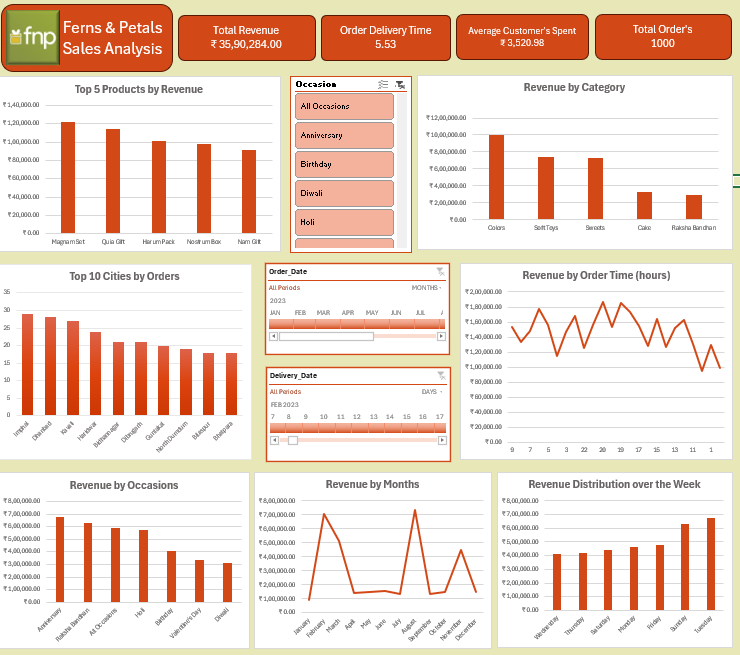 fnp
Ferns & Petals
Sales Analysis
Total Revenue
₹ 35,90,284.00
Order Delivery Time
5.53
Average Customer's Spent
₹ 3,520.98
Total Order's
1000
Top 5 Products by Revenue
₹ 1,40,000.00
₹ 1,20,000.00
₹ 1,00,000.00
₹ 80,000.00
₹ 60,000.00
₹ 40,000.00
₹ 20,000.00
₹ 0.00
Magnam Set Quia Gift Harum Pack Nostrum Box Nam Gift
Occasion
All Occasions
Anniversary
Birthday
Diwali
Holi
Revenue by Category
₹ 12,00,000.00
₹ 10,00,000.00
₹ 8,00,000.00
₹ 6,00,000.00
₹ 4,00,000.00
₹ 2,00,000.00
₹ 0.00
Colors Soft Toys Sweets Cake Raksha Bandhan
Top 10 Cities by Orders
35
30
25
20
15
10
5
0
Imphal Dhanbad Kavali Haridwar Bidhannagar Dibrugarh Guntakal North Dumdum Bilaspur Bhatpara
Order_Date
All Periods MONTHS
2023
JAN FEB MAR APR MAY JUN JUL
Delivery_Date
All Periods DAYS
FEB 2023
7 8 9 10 11 12 13 14 15 16 17
Revenue by Order Time (hours)
₹ 2,00,000.00
₹ 1,80,000.00
₹ 1,60,000.00
₹ 1,40,000.00
₹ 1,20,000.00
₹ 1,00,000.00
₹ 80,000.00
₹ 60,000.00
₹ 40,000.00
₹ 20,000.00
₹ 0.00
9 7 5 3 22 20 19 17 15 13 11 1
Revenue by Occasions
₹ 8,00,000.00
₹ 7,00,000.00
₹ 6,00,000.00
₹ 5,00,000.00
₹ 4,00,000.00
₹ 3,00,000.00
₹ 2,00,000.00
₹ 1,00,000.00
₹ 0.00
Anniversary Raksha Bandhan All Occasions Holi Birthday Valentine's Day Diwali
Revenue by Months
₹ 8,00,000.00
₹ 7,00,000.00
₹ 6,00,000.00
₹ 5,00,000.00
₹ 4,00,000.00
₹ 3,00,000.00
₹ 2,00,000.00
₹ 1,00,000.00
₹ 0.00
January February March April May June July August September October November December
Revenue Distribution over the Week
₹ 8,00,000.00
₹ 7,00,000.00
₹ 6,00,000.00
₹ 5,00,000.00
₹ 4,00,000.00
₹ 3,00,000.00
₹ 2,00,000.00
₹ 1,00,000.00
₹ 0.00
Wednesday Thursday Saturday Monday Friday Sunday Tuesday